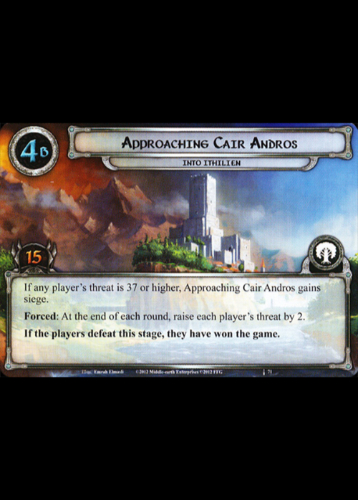 4B
APPROACHING CAIR ANDROS
INTO ITHILIEN
15
If any player's threat is 37 or higher, Approaching Cair Andros gains
siege.
Forced: At the end of each round, raise each player's threat by 2.
If the players defeat this stage, they have won the game.
©2012 Middle-earth Enterprises ©2012 FFG
71